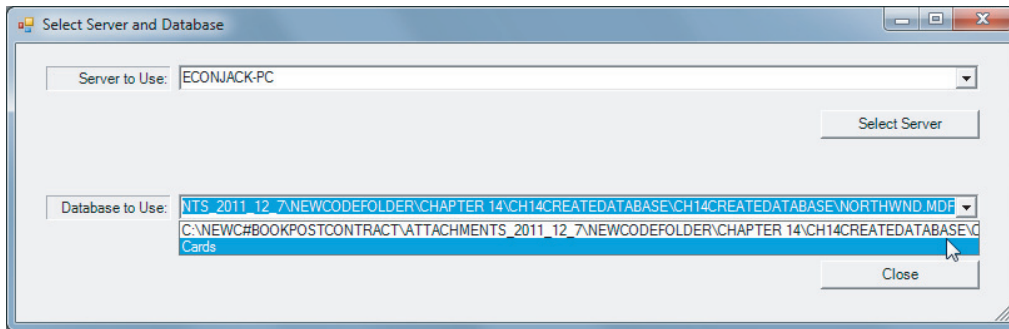 Select Server and Database
Server to Use: ECONJACK-PC
Select Server
Database to Use: NTS_2011_12_7\NEWCODEFOLDER\CHAPTER 14\CH14CREATEDATABASE\CH14CREATEDATABASE\NORTHWND.MDF
C:\NEWC#BOOKPOSTCONTRACT\ATTACHMENTS_2011_12_7\NEWCODEFOLDER\CHAPTER 14\CH14CREATEDATABASE\C
Cards
Close